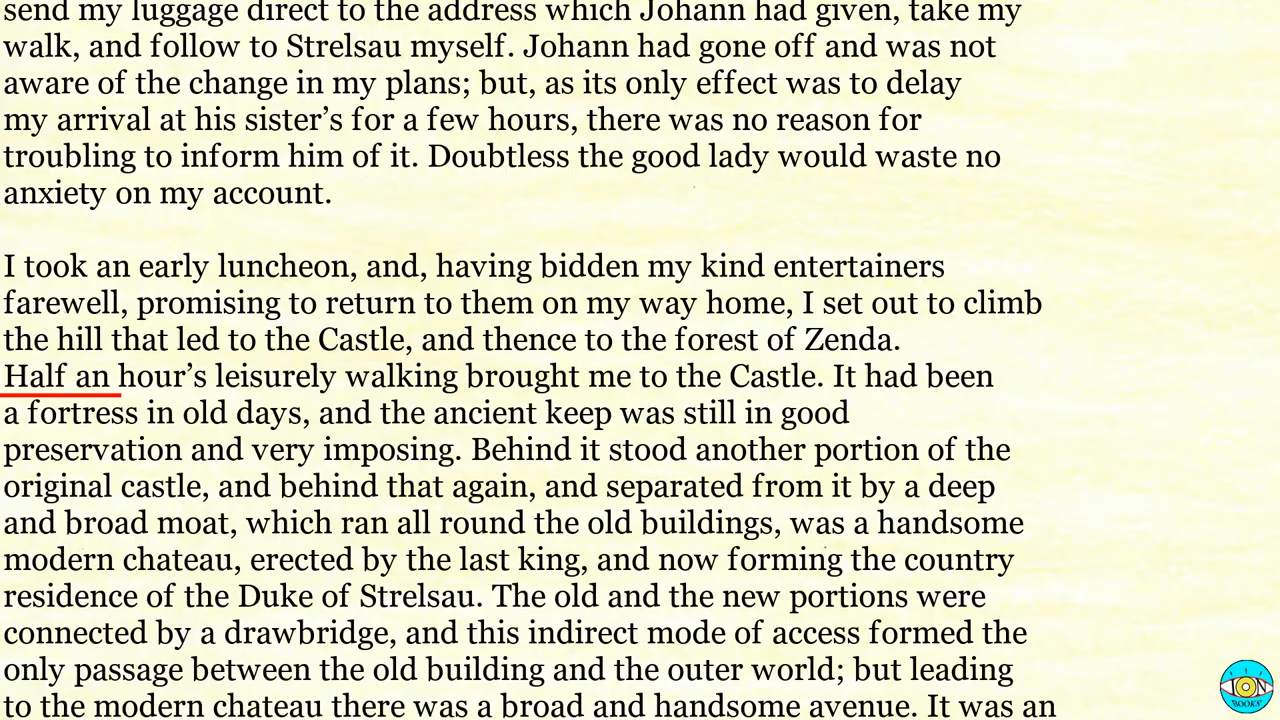 send my luggage direct to the address which Johann had given, take my
walk, and follow to Strelsau myself. Johann had gone off and was not
aware of the change in my plans; but, as its only effect was to delay
my arrival at his sister’s for a few hours, there was no reason for
troubling to inform him of it. Doubtless the good lady would waste no
anxiety on my account.
I took an early luncheon, and, having bidden my kind entertainers
farewell, promising to return to them on my way home, I set out to climb
the hill that led to the Castle, and thence to the forest of Zenda.
Half an hour’s leisurely walking brought me to the Castle. It had been
a fortress in old days, and the ancient keep was still in good
preservation and very imposing. Behind it stood another portion of the
original castle, and behind that again, and separated from it by a deep
and broad moat, which ran all round the old buildings, was a handsome
modern chateau, erected by the last king, and now forming the country
residence of the Duke of Strelsau. The old and the new portions were
connected by a drawbridge, and this indirect mode of access formed the
only passage between the old building and the outer world; but leading
to the modern chateau there was a broad and handsome avenue. It was an
ION
BOOKS